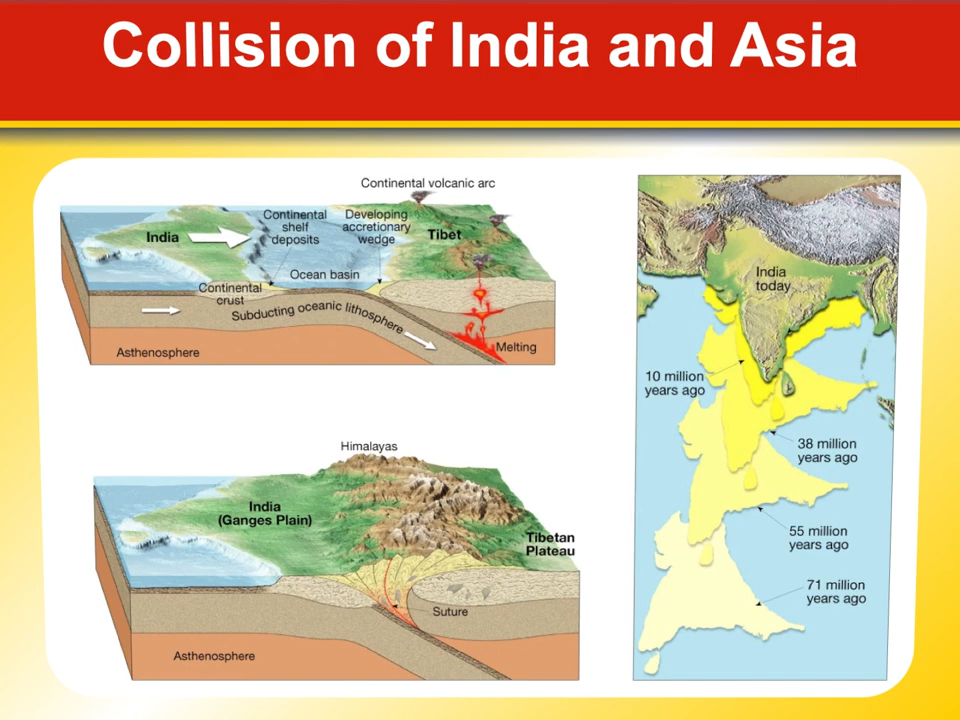 Collision of India and Asia
Continental volcanic arc
Continental
shelf
deposits
Developing
accretionary
wedge
India
Tibet
Ocean basin
Continental
crust
Subducting oceanic lithosphere
Melting
Asthenosphere
Himalayas
India
(Ganges Plain)
Tibetan
Plateau
Suture
Asthenosphere
India
today
10 million
years ago
38 million
years ago
55 million
years ago
71 million
years ago